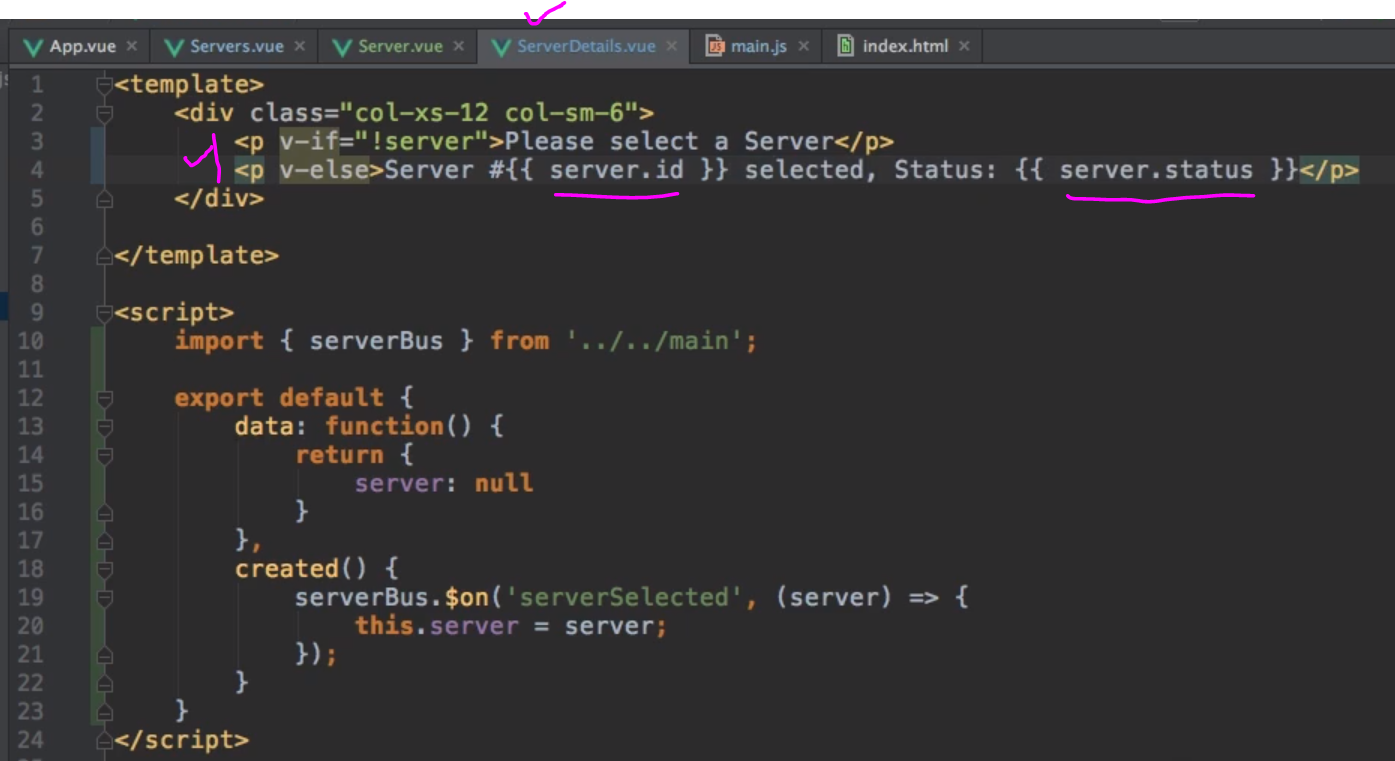 App.vue × Servers.vue × Server.vue × ServerDetails.vue × main.js × index.html ×
1 <template>
2 <div class="col-xs-12 col-sm-6">
3 <p v-if="!server">Please select a Server</p>
4 <p v-else>Server #{{ server.id }} selected, Status: {{ server.status }}</p>
5 </div>
6
7 </template>
8
9 <script>
10 import { serverBus } from '../../main';
11
12 export default {
13 data: function() {
14 return {
15 server: null
16 }
17 },
18 created() {
19 serverBus.$on('serverSelected', (server) => {
20 this.server = server;
21 });
22 }
23 }
24 </script>